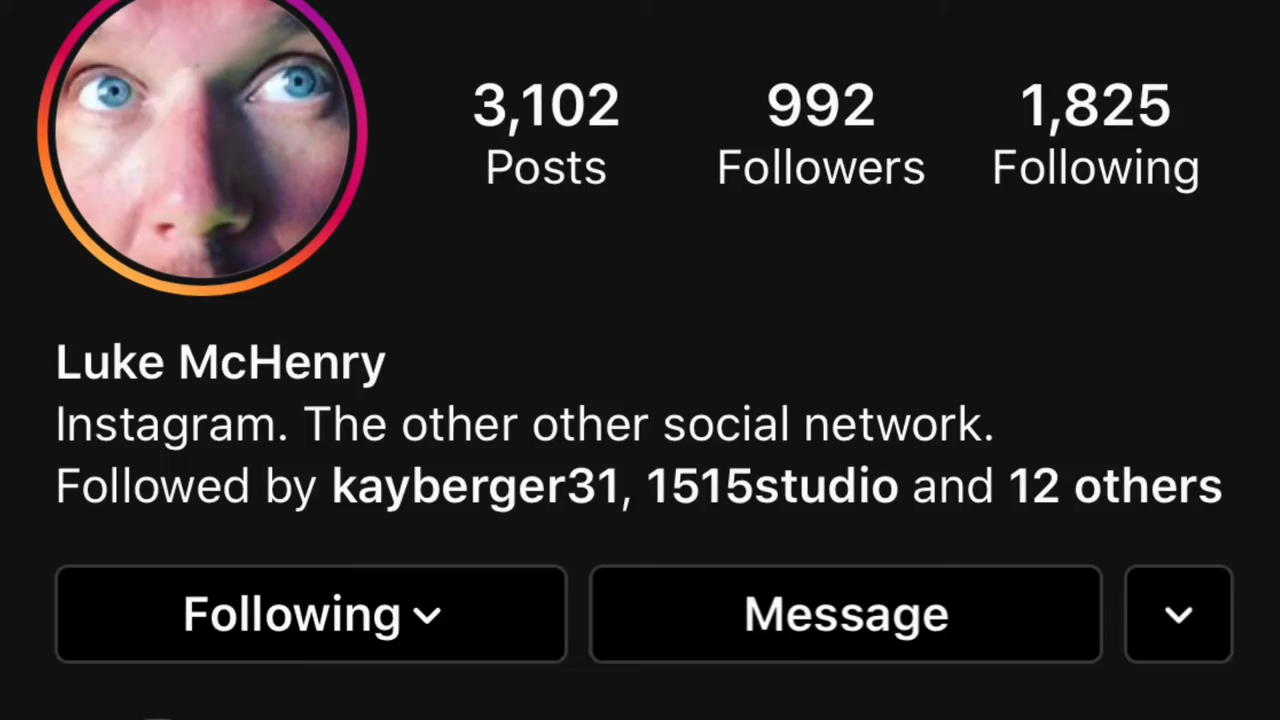 3,102 992 1,825
Posts Followers Following
Luke McHenry
Instagram. The other other social network.
Followed by kayberger31, 1515studio and 12 others
Following Message